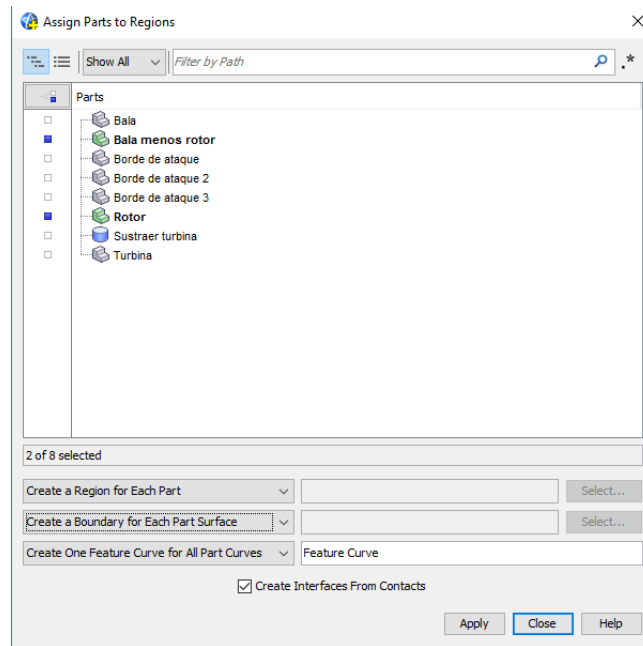 Assign Parts to Regions
Show All Filter by Path .*
Parts
Bala
Bala menos rotor
Borde de ataque
Borde de ataque 2
Borde de ataque 3
Rotor
Sustraer turbina
Turbina
2 of 8 selected
Create a Region for Each Part Select...
Create a Boundary for Each Part Surface Select...
Create One Feature Curve for All Part Curves Feature Curve
Create Interfaces From Contacts
Apply Close Help